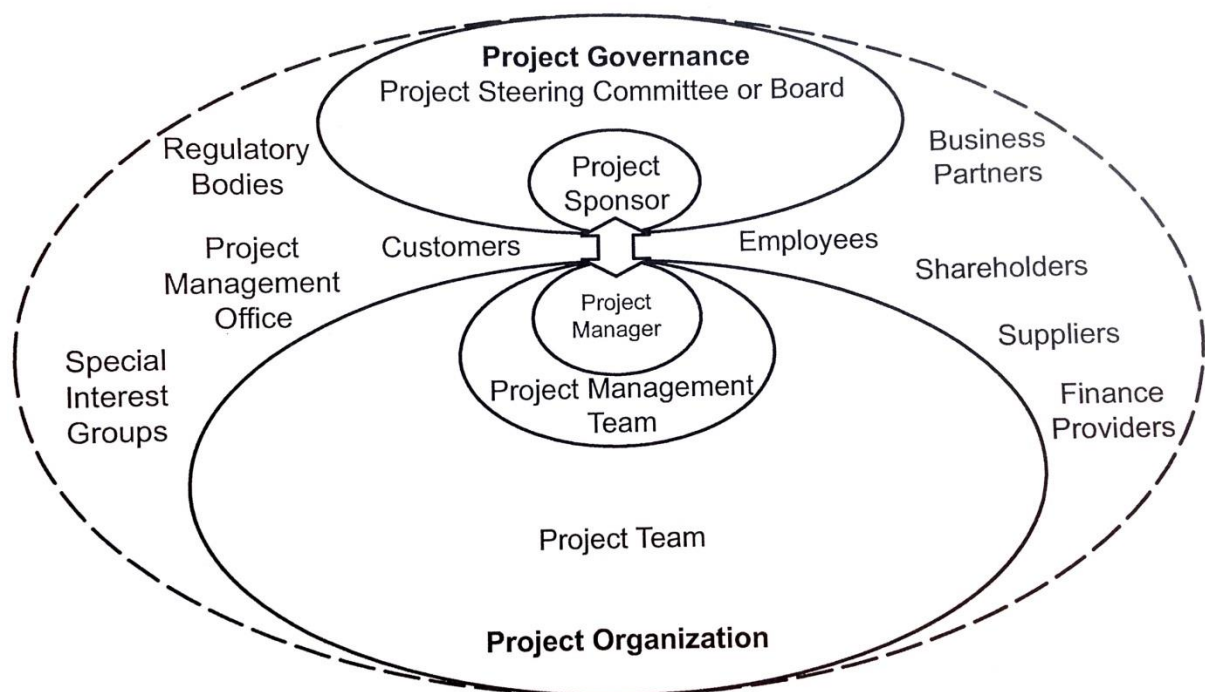 Project Governance
Project Steering Committee or Board
Regulatory
Bodies
Business
Partners
Project
Sponsor
Customers
Employees
Project
Management
Office
Shareholders
Project
Manager
Suppliers
Special
Interest
Groups
Project Management
Team
Finance
Providers
Project Team
Project Organization